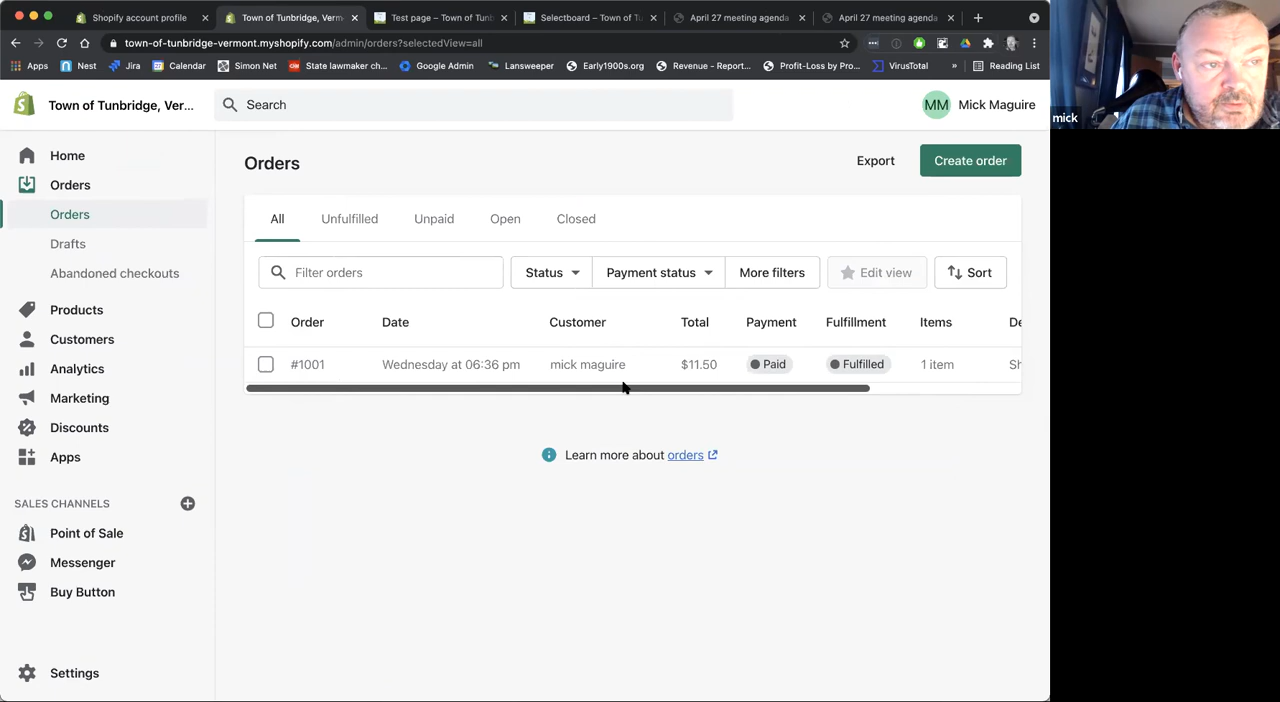 Shopify account profile
Town of Tunbridge, Verm
Test page – Town of Tunb
Selectboard – Town of Tu
April 27 meeting agenda
April 27 meeting agenda
town-of-tunbridge-vermont.myshopify.com/admin/orders?selectedView=all
Apps Nest Jira Calendar Simon Net State lawmaker ch... Google Admin Lansweeper Early1900s.org Revenue - Report... Profit-Loss by Pro... VirusTotal » Reading List
Town of Tunbridge, Ver...
Search
MM Mick Maguire
mick
Home
Orders
Orders
Drafts
Abandoned checkouts
Products
Customers
Analytics
Marketing
Discounts
Apps
SALES CHANNELS
Point of Sale
Messenger
Buy Button
Settings
Orders
Export
Create order
All Unfulfilled Unpaid Open Closed
Filter orders Status Payment status More filters Edit view Sort
Order Date Customer Total Payment Fulfillment Items De
#1001 Wednesday at 06:36 pm mick maguire $11.50 Paid Fulfilled 1 item Sh
Learn more about orders